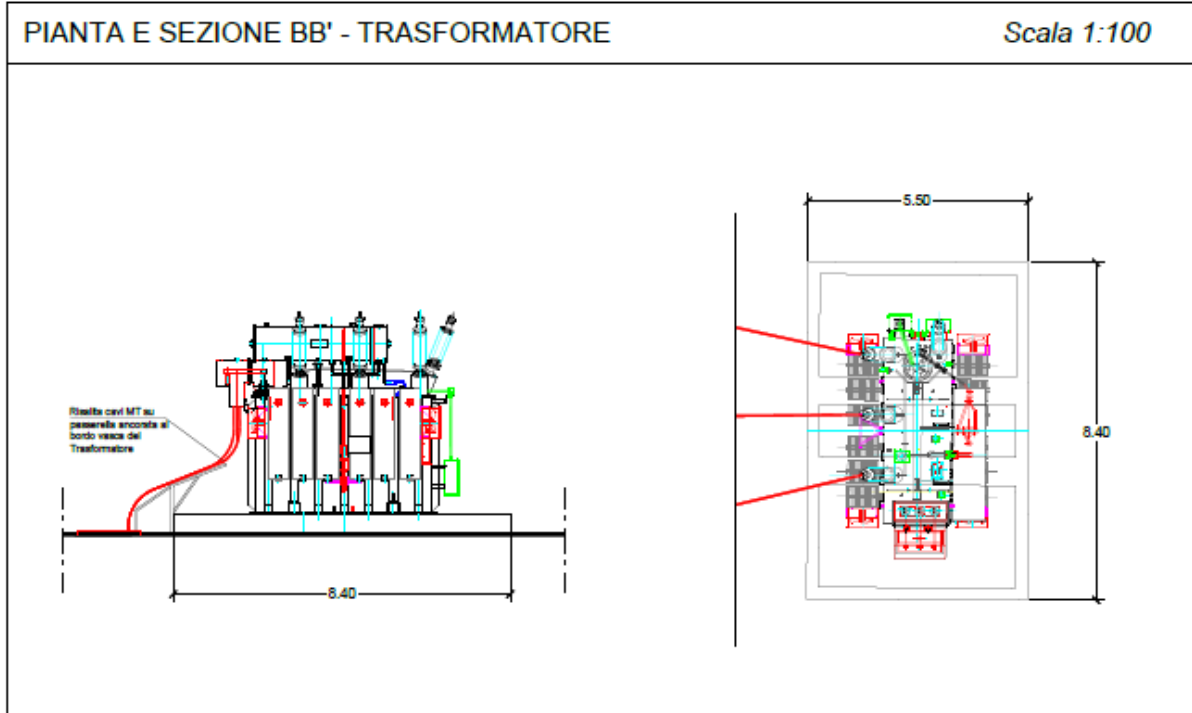 PIANTA E SEZIONE BB' - TRASFORMATORE
Scala 1:100
Risalita cavi MT su
passerella ancorata al
bordo vasca del
Trasformatore
8.40
5.50
8.40